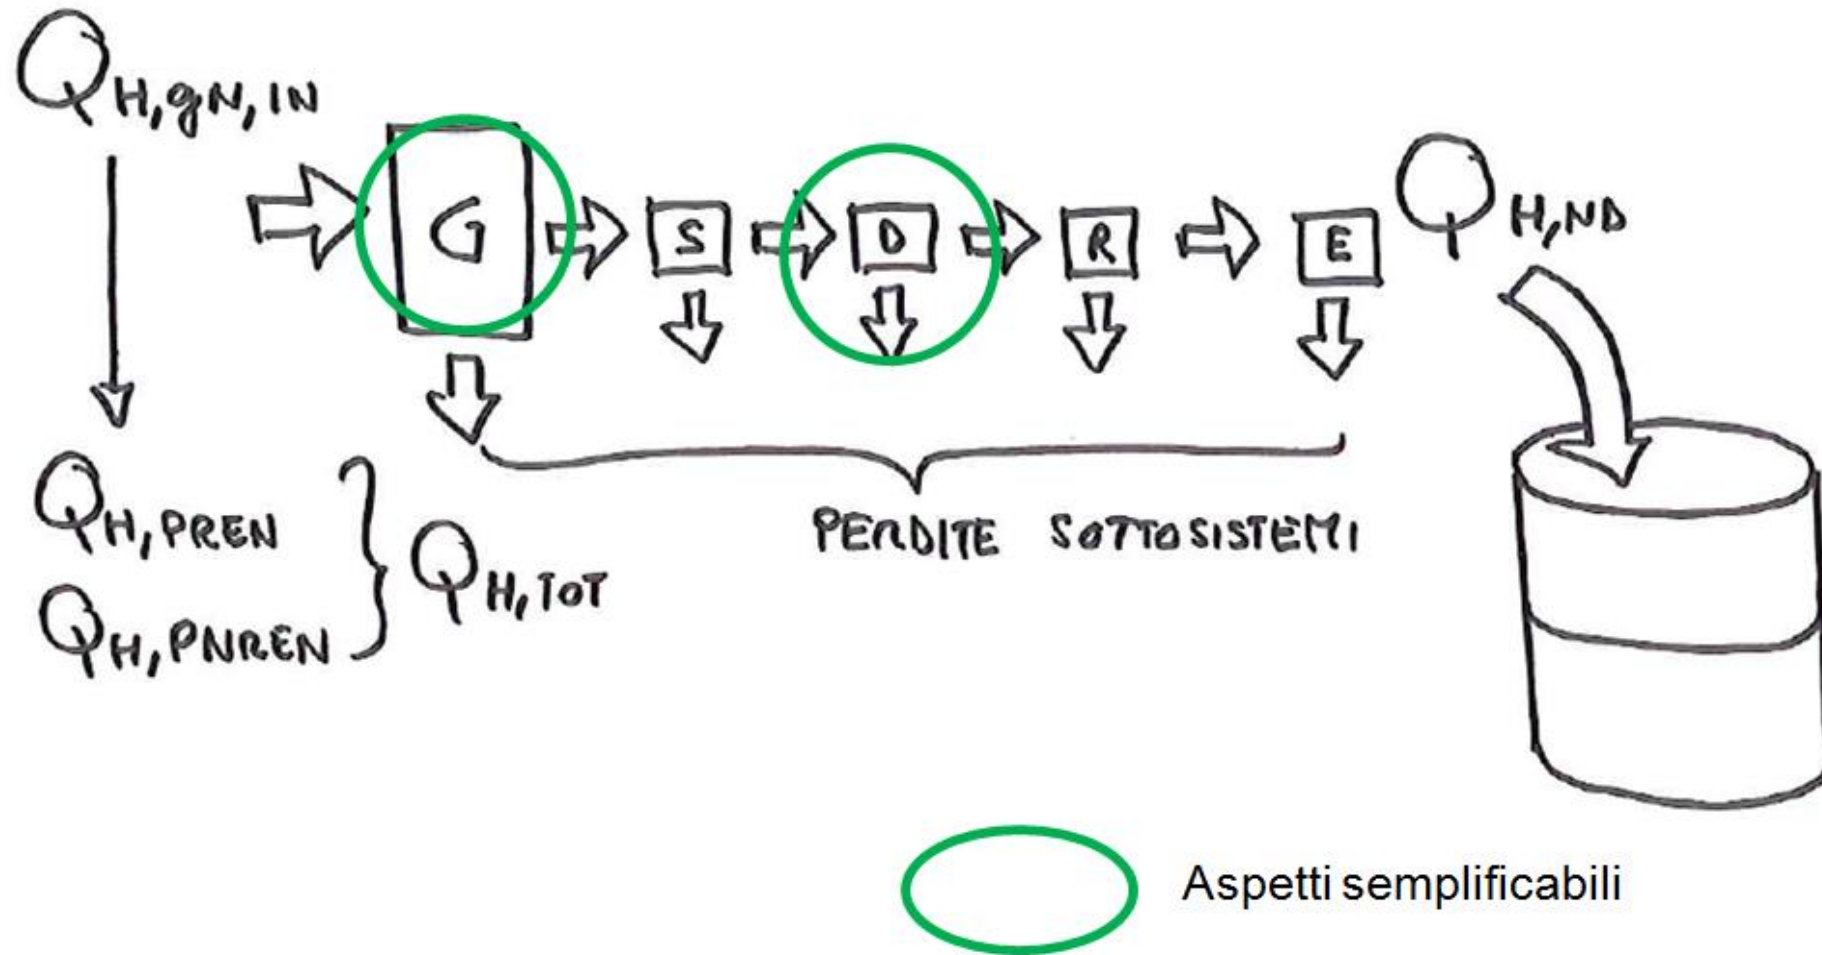 QH,gN,IN
G
S
D
R
E
QH,ND
QH,PREN
QH,PNREN
QH,TOT
PERDITE SOTTOSISTEMI
Aspetti semplificabili